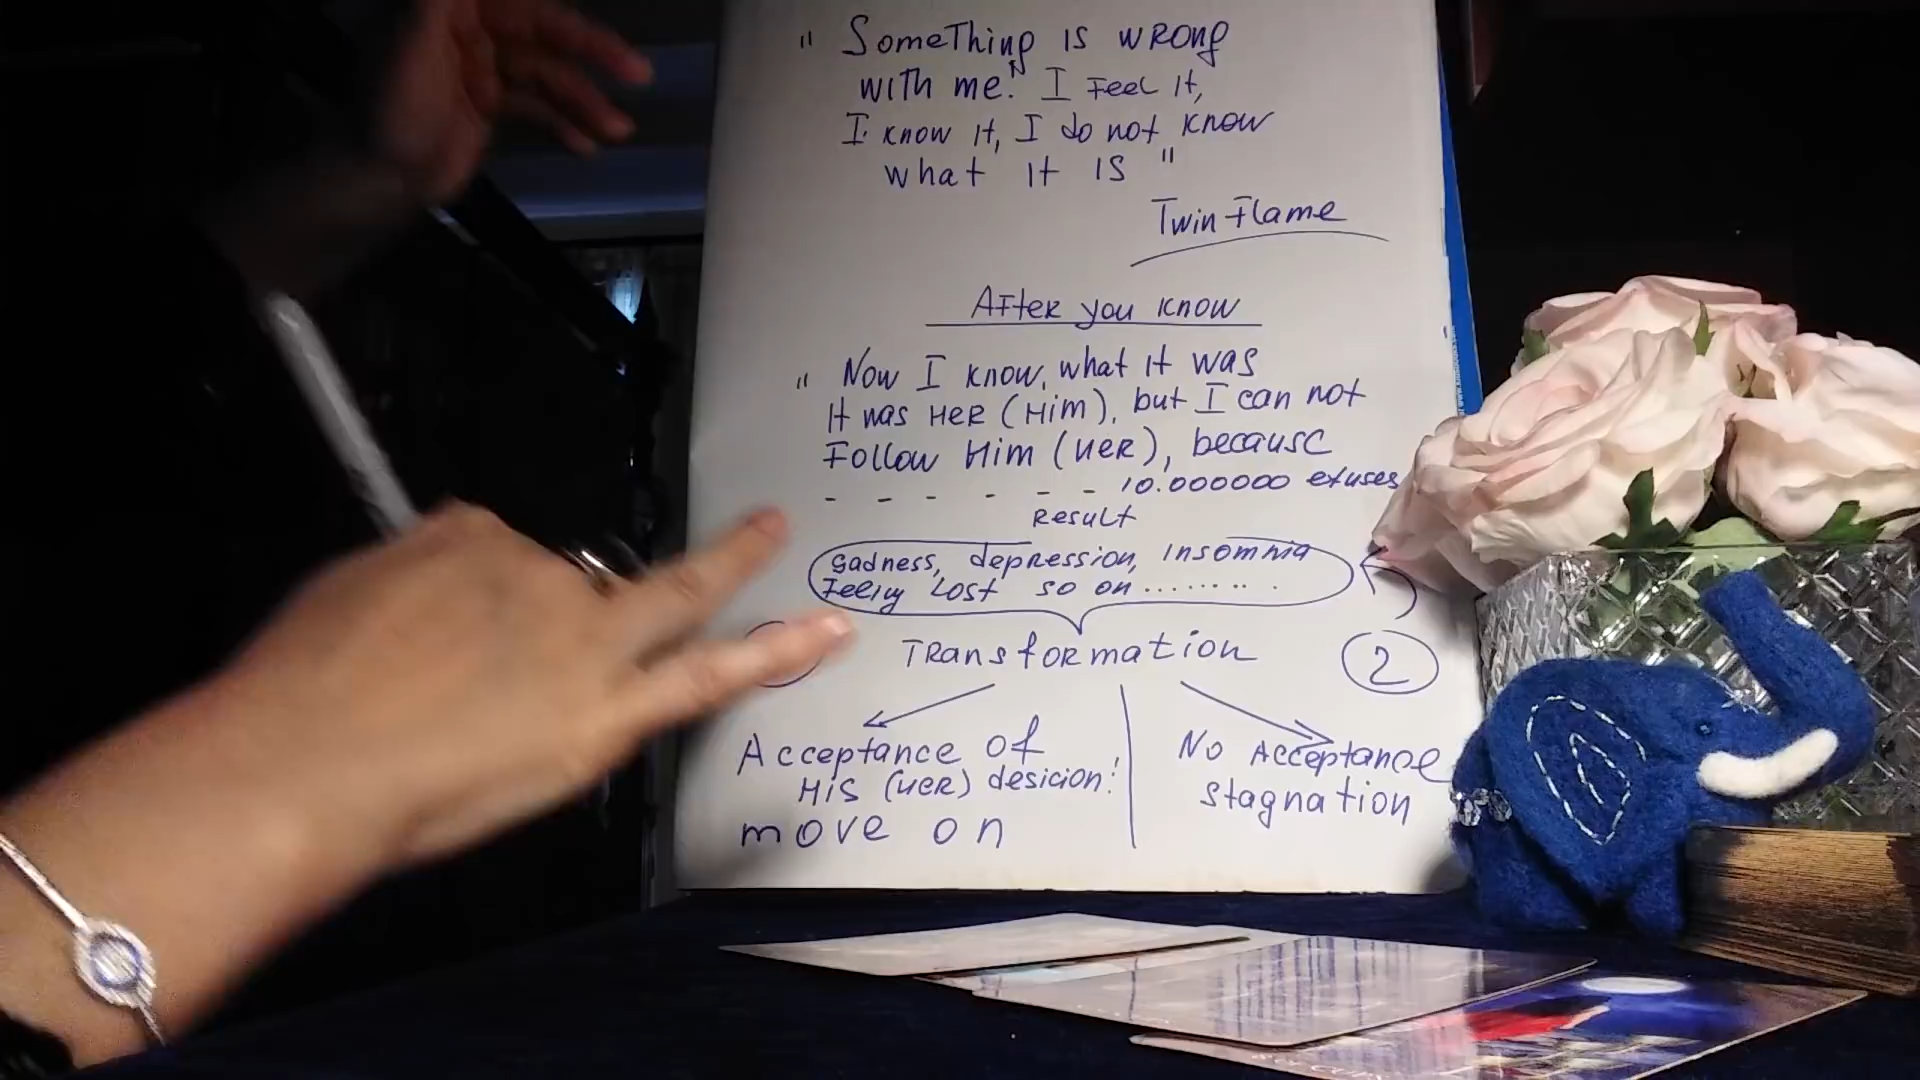 " Something is wrong
with me." I Feel it,
I know it, I do not know
what it is "
Twin Flame
After you know
" Now I know, what it was
It was Her (Him), but I can not
Follow Him (Her), because
- - - - - - 10.000000 exuses
Result
Sadness, depression, insomnia
Feeliy Lost so on ........
Transformation
2
Acceptance of
His (Her) desicion!
move on
No Acceptance
Stagnation